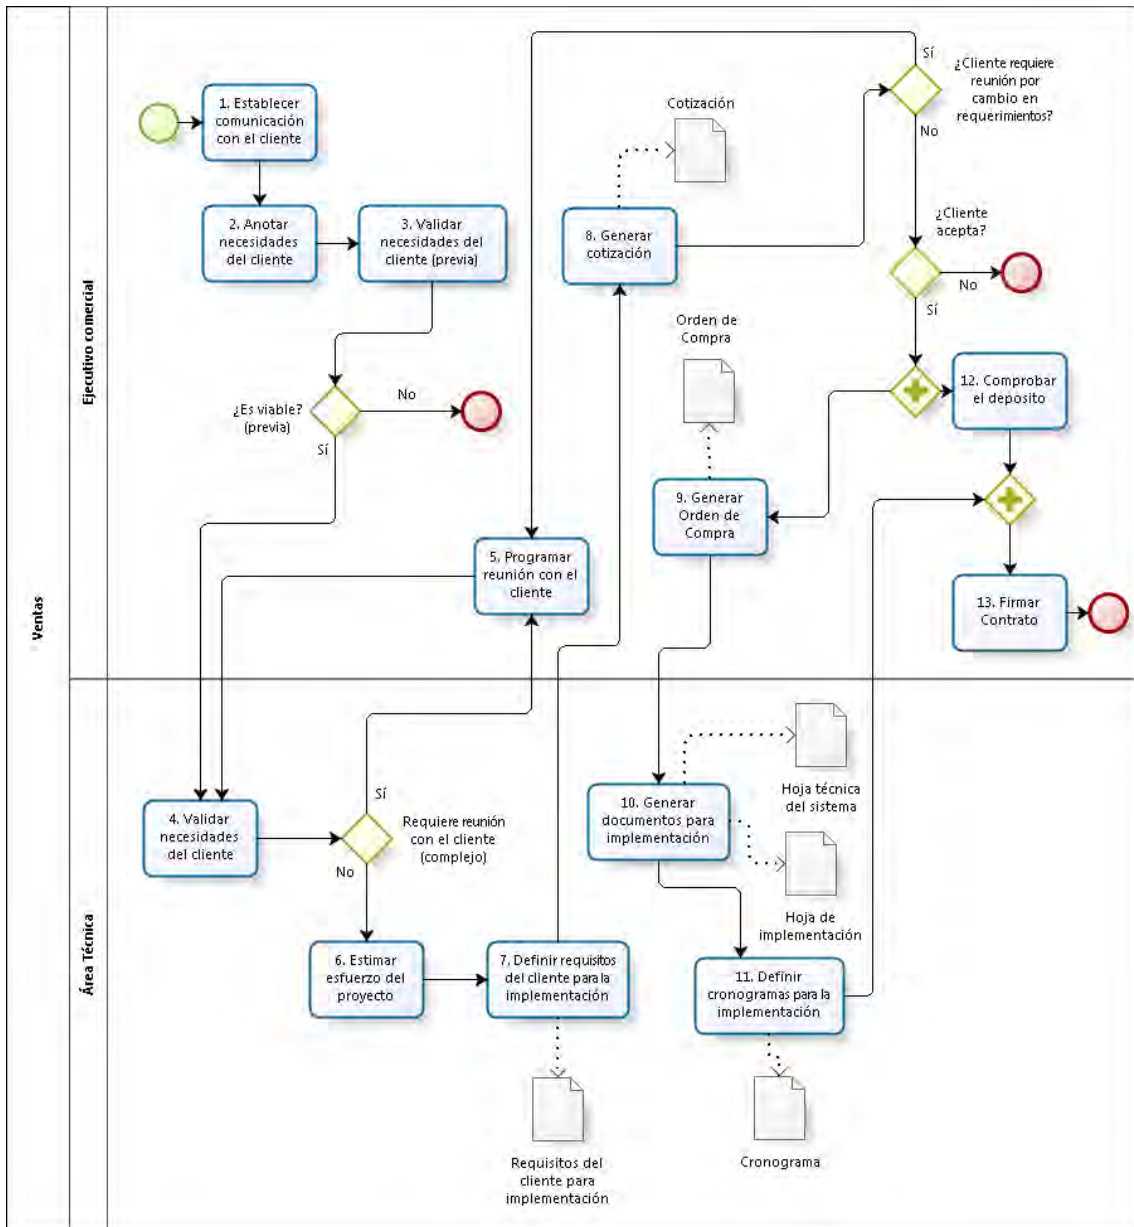 Ventas
Ejecutivo comercial
Área Técnica
1. Establecer
comunicación
con el cliente
2. Anotar
necesidades
del cliente
3. Validar
necesidades del
cliente (previa)
¿Es viable?
(previa)
No
Sí
Cotización
8. Generar
cotización
Sí
¿Cliente requiere
reunión por
cambio en
requerimientos?
No
¿Cliente
acepta?
No
Sí
Orden de
Compra
9. Generar
Orden de
Compra
12. Comprobar
el deposito
13. Firmar
Contrato
5. Programar
reunión con el
cliente
4. Validar
necesidades
del cliente
Sí
Requiere reunión
con el cliente
(complejo)
No
6. Estimar
esfuerzo del
proyecto
7. Definir requisitos
del cliente para la
implementación
Requisitos del
cliente para
implementación
10. Generar
documentos para
implementación
Hoja técnica
del sistema
Hoja de
implementación
11. Definir
cronogramas para la
implementación
Cronograma